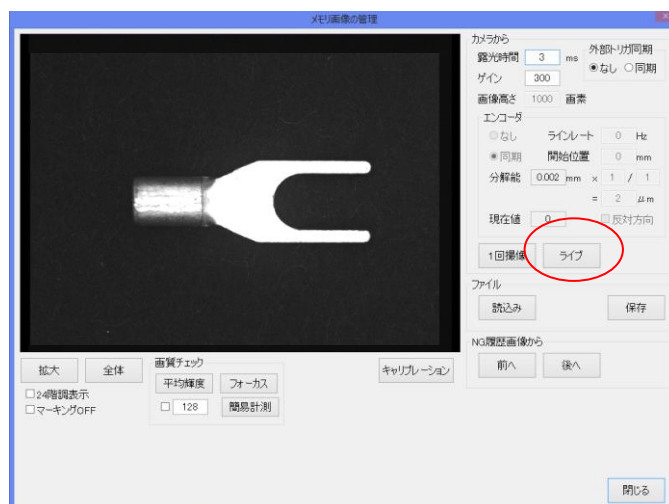 メモリ画像の管理
カメラから
露光時間 3 ms
外部トリガ同期
なし 同期
ゲイン 300
画像高さ 1000 画素
エンコーダ
なし ラインレート 0 Hz
同期 開始位置 0 mm
分解能 0.002 mm × 1 / 1
= 2 μm
現在値 0 反対方向
1回撮像 ライブ
ファイル
読込み 保存
NG履歴画像から
前へ 後へ
拡大 全体
画質チェック
平均輝度 フォーカス
128 簡易計測
キャリブレーション
24階調表示
マーキングOFF
閉じる